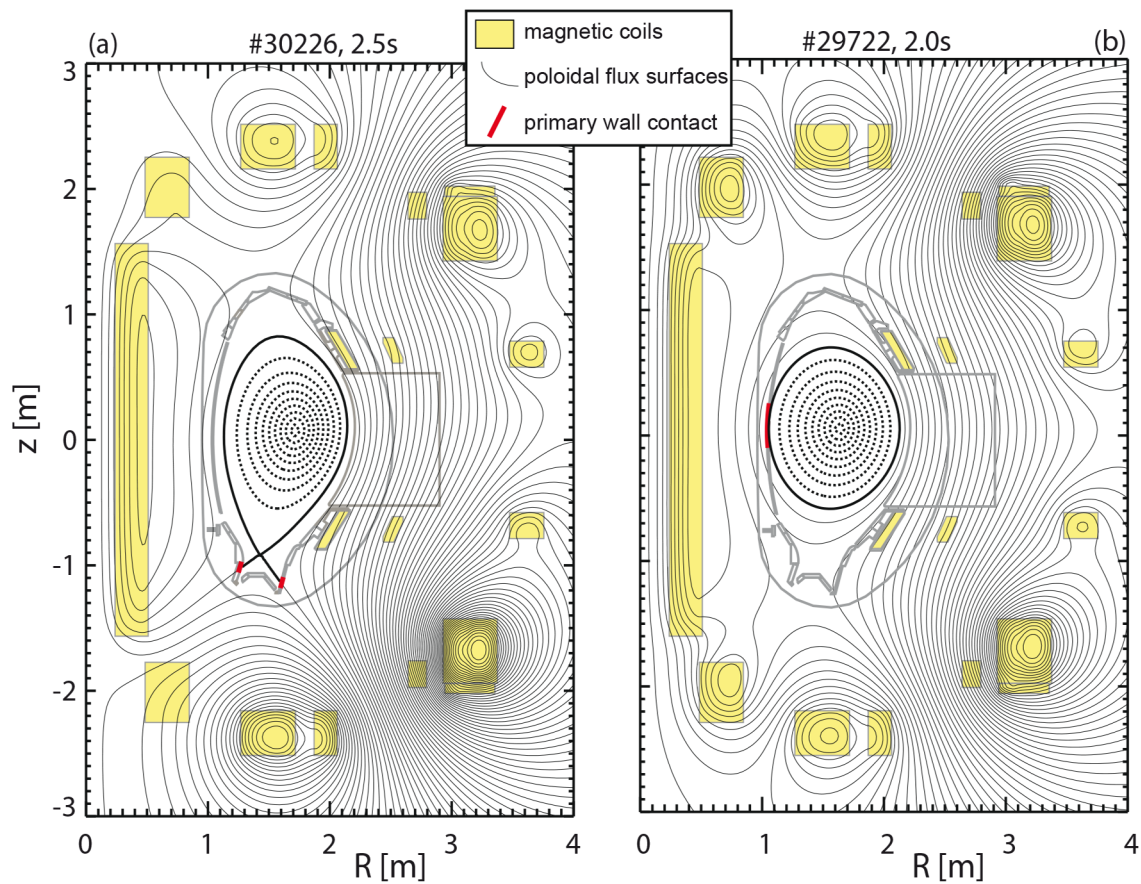 (a)
#30226, 2.5s
magnetic coils
poloidal flux surfaces
primary wall contact
#29722, 2.0s
(b)
3
2
1
0
-1
-2
-3
z [m]
0
1
2
3
4
R [m]
0
1
2
3
4
R [m]